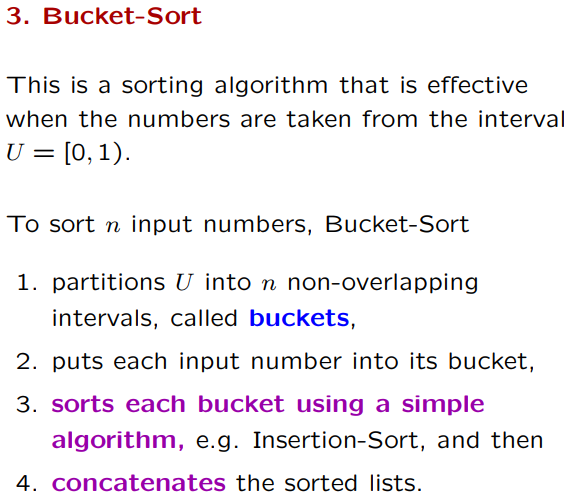 3. Bucket-Sort
This is a sorting algorithm that is effective
when the numbers are taken from the interval
U = [0, 1).
To sort n input numbers, Bucket-Sort
1. partitions U into n non-overlapping
intervals, called buckets,
2. puts each input number into its bucket,
3. sorts each bucket using a simple
algorithm, e.g. Insertion-Sort, and then
4. concatenates the sorted lists.